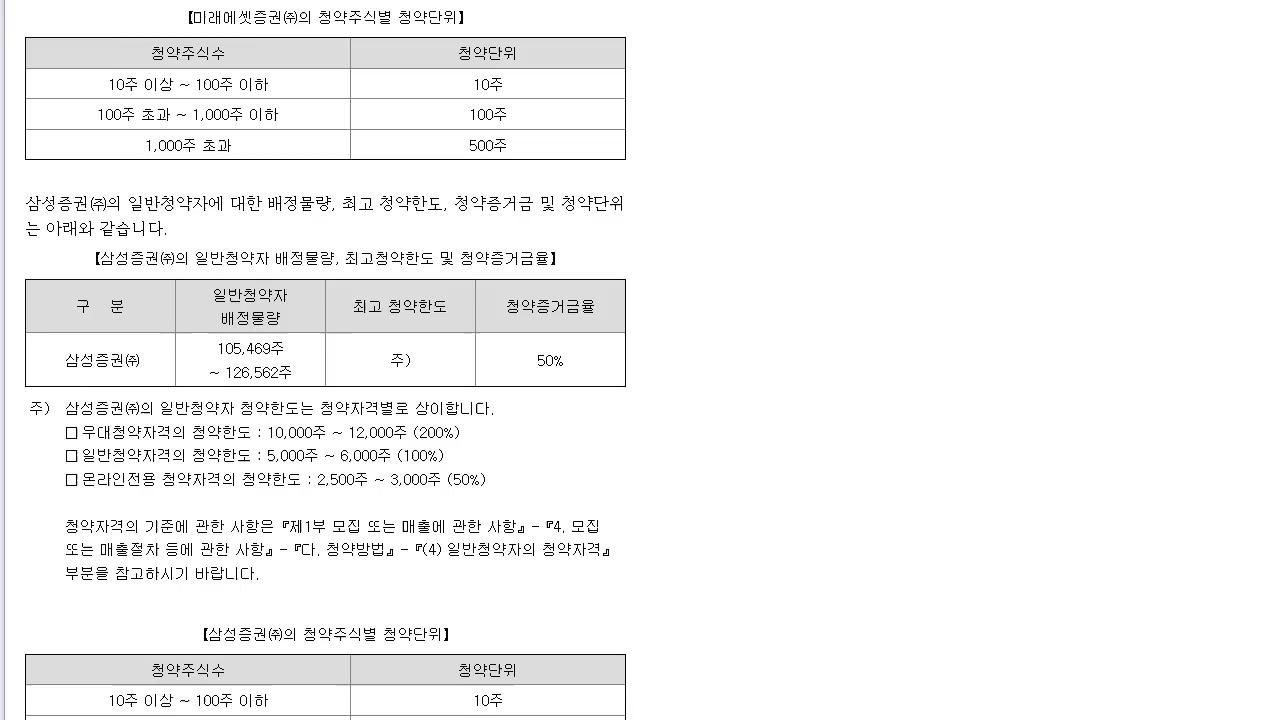 【미래에셋증권㈜의 청약주식별 청약단위】
청약주식수 청약단위
10주 이상 ~ 100주 이하 10주
100주 초과 ~ 1,000주 이하 100주
1,000주 초과 500주
삼성증권㈜의 일반청약자에 대한 배정물량, 최고 청약한도, 청약증거금 및 청약단위
는 아래와 같습니다.
【삼성증권㈜의 일반청약자 배정물량, 최고청약한도 및 청약증거금율】
구 분 일반청약자 배정물량 최고 청약한도 청약증거금율
삼성증권㈜ 105,469주 ~ 126,562주 주) 50%
주) 삼성증권㈜의 일반청약자 청약한도는 청약자격별로 상이합니다.
□ 우대청약자격의 청약한도 : 10,000주 ~ 12,000주 (200%)
□ 일반청약자격의 청약한도 : 5,000주 ~ 6,000주 (100%)
□ 온라인전용 청약자격의 청약한도 : 2,500주 ~ 3,000주 (50%)
청약자격의 기준에 관한 사항은 『제1부 모집 또는 매출에 관한 사항』 - 『4. 모집
또는 매출절차 등에 관한 사항』 - 『다. 청약방법』 - 『(4) 일반청약자의 청약자격』
부분을 참고하시기 바랍니다.
【삼성증권㈜의 청약주식별 청약단위】
청약주식수 청약단위
10주 이상 ~ 100주 이하 10주